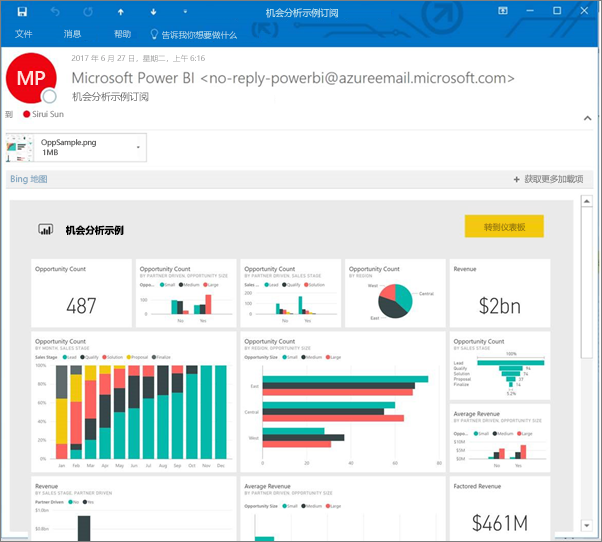 机会分析示例订阅
文件 消息 帮助 告诉我你想要做什么
2017 年 6 月 27 日，星期二，上午 6:16
MP
Microsoft Power BI <no-reply-powerbi@azureemail.microsoft.com>
机会分析示例订阅
到 Sirui Sun
OppSample.png
1MB
Bing 地图 + 获取更多加载项
机会分析示例
转到仪表板
Opportunity Count
487
Opportunity Count
BY PARTNER DRIVEN, OPPORTUNITY SIZE
Oppo... Small Medium Large
100
0
No Yes
Opportunity Count
BY PARTNER DRIVEN, SALES STAGE
Sales ... Lead Qualify Solution
200
100
0
No Yes
Opportunity Count
BY REGION
West
Central
East
Revenue
$2bn
Opportunity Count
BY MONTH, SALES STAGE
Sales Stage Lead Qualify Solution Proposal Finalize
100%
80%
60%
40%
20%
0%
Jan Feb Mar Apr May Jun Jul Aug Sep Oct Nov Dec
Opportunity Count
BY REGION, OPPORTUNITY SIZE
Opportunity Size Small Medium Large
East
Central
West
0 20 40 60 80
Opportunity Count
BY SALES STAGE
100%
Lead
Qualify
Solution
Proposal
Finalize
5.2%
Average Revenue
BY PARTNER DRIVEN, OPPORTUNITY SIZE
Oppo... Small Medium Large
$10M
$5M
$0M
No Yes
Revenue
BY SALES STAGE, PARTNER DRIVEN
Partner Driven No Yes
$1.0bn
$0.8bn
Average Revenue
BY PARTNER DRIVEN, OPPORTUNITY SIZE
Opportunity Size Small Medium Large
$8M
Factored Revenue
$461M